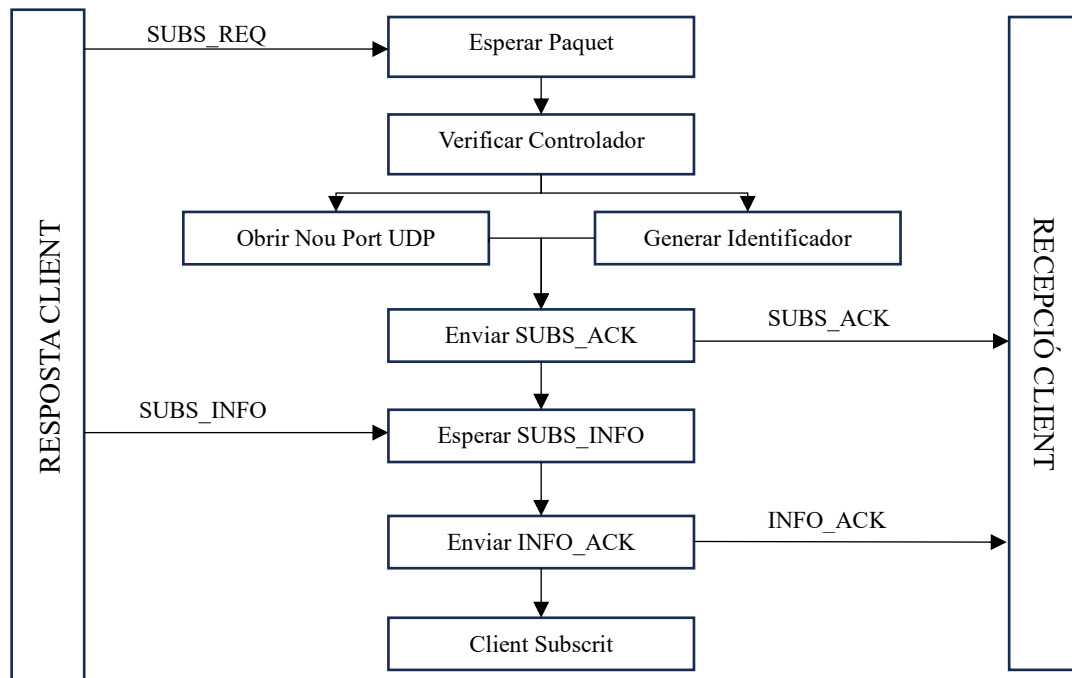 SUBS_REQ
Esperar Paquet
Verificar Controlador
Obrir Nou Port UDP
Generar Identificador
RESPOSTA CLIENT
RECEPCIÓ CLIENT
Enviar SUBS_ACK
SUBS_ACK
SUBS_INFO
Esperar SUBS_INFO
Enviar INFO_ACK
INFO_ACK
Client Subscrit